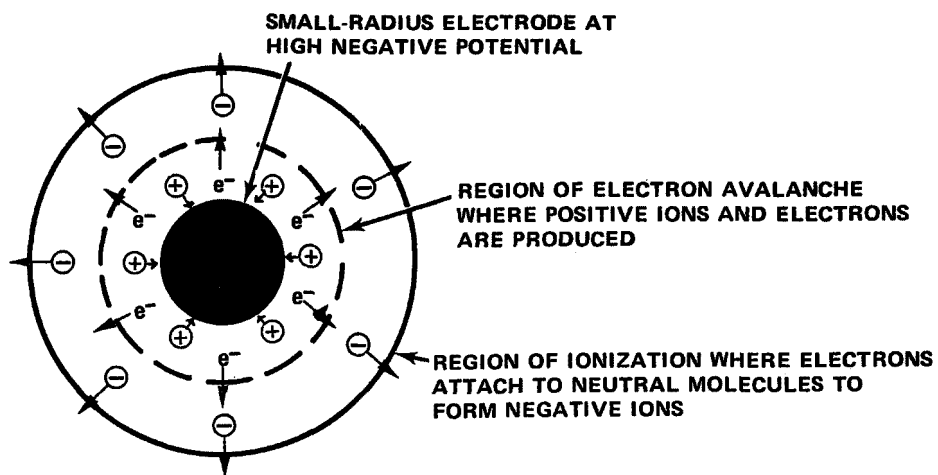 SMALL-RADIUS ELECTRODE AT
HIGH NEGATIVE POTENTIAL
REGION OF ELECTRON AVALANCHE
WHERE POSITIVE IONS AND ELECTRONS
ARE PRODUCED
REGION OF IONIZATION WHERE ELECTRONS
ATTACH TO NEUTRAL MOLECULES TO
FORM NEGATIVE IONS
e⁻
e⁻
e⁻
e⁻
e⁻
e⁻